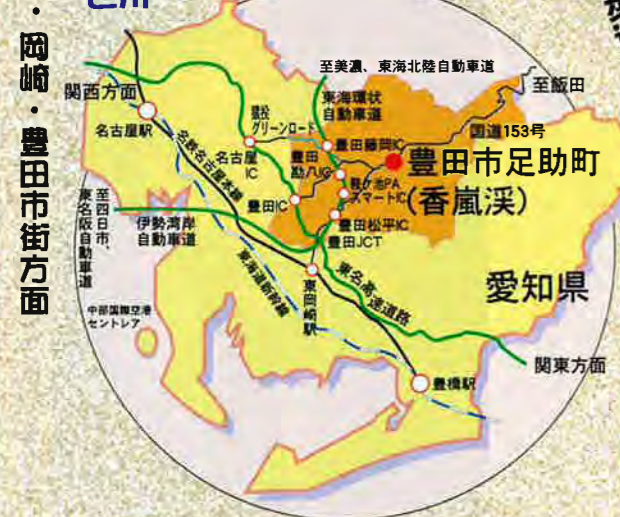 ・岡崎・豊田市街方面
至美濃、東海北陸自動車道
至飯田
関西方面
東海環状
自動車道
猿投
グリーンロード
国道153号
名古屋駅
名鉄名古屋本線
名古屋
IC
豊田藤岡IC
豊田
勘八IC
豊田市足助町
(香嵐渓)
鞍ケ池PA
スマートIC
豊田IC
豊田松平IC
豊田JCT
至四日市、
東名阪自動車道
伊勢湾岸
自動車道
東海道新幹線
東岡崎駅
東名高速道路
愛知県
中部国際空港
セントレア
関東方面
豊橋駅